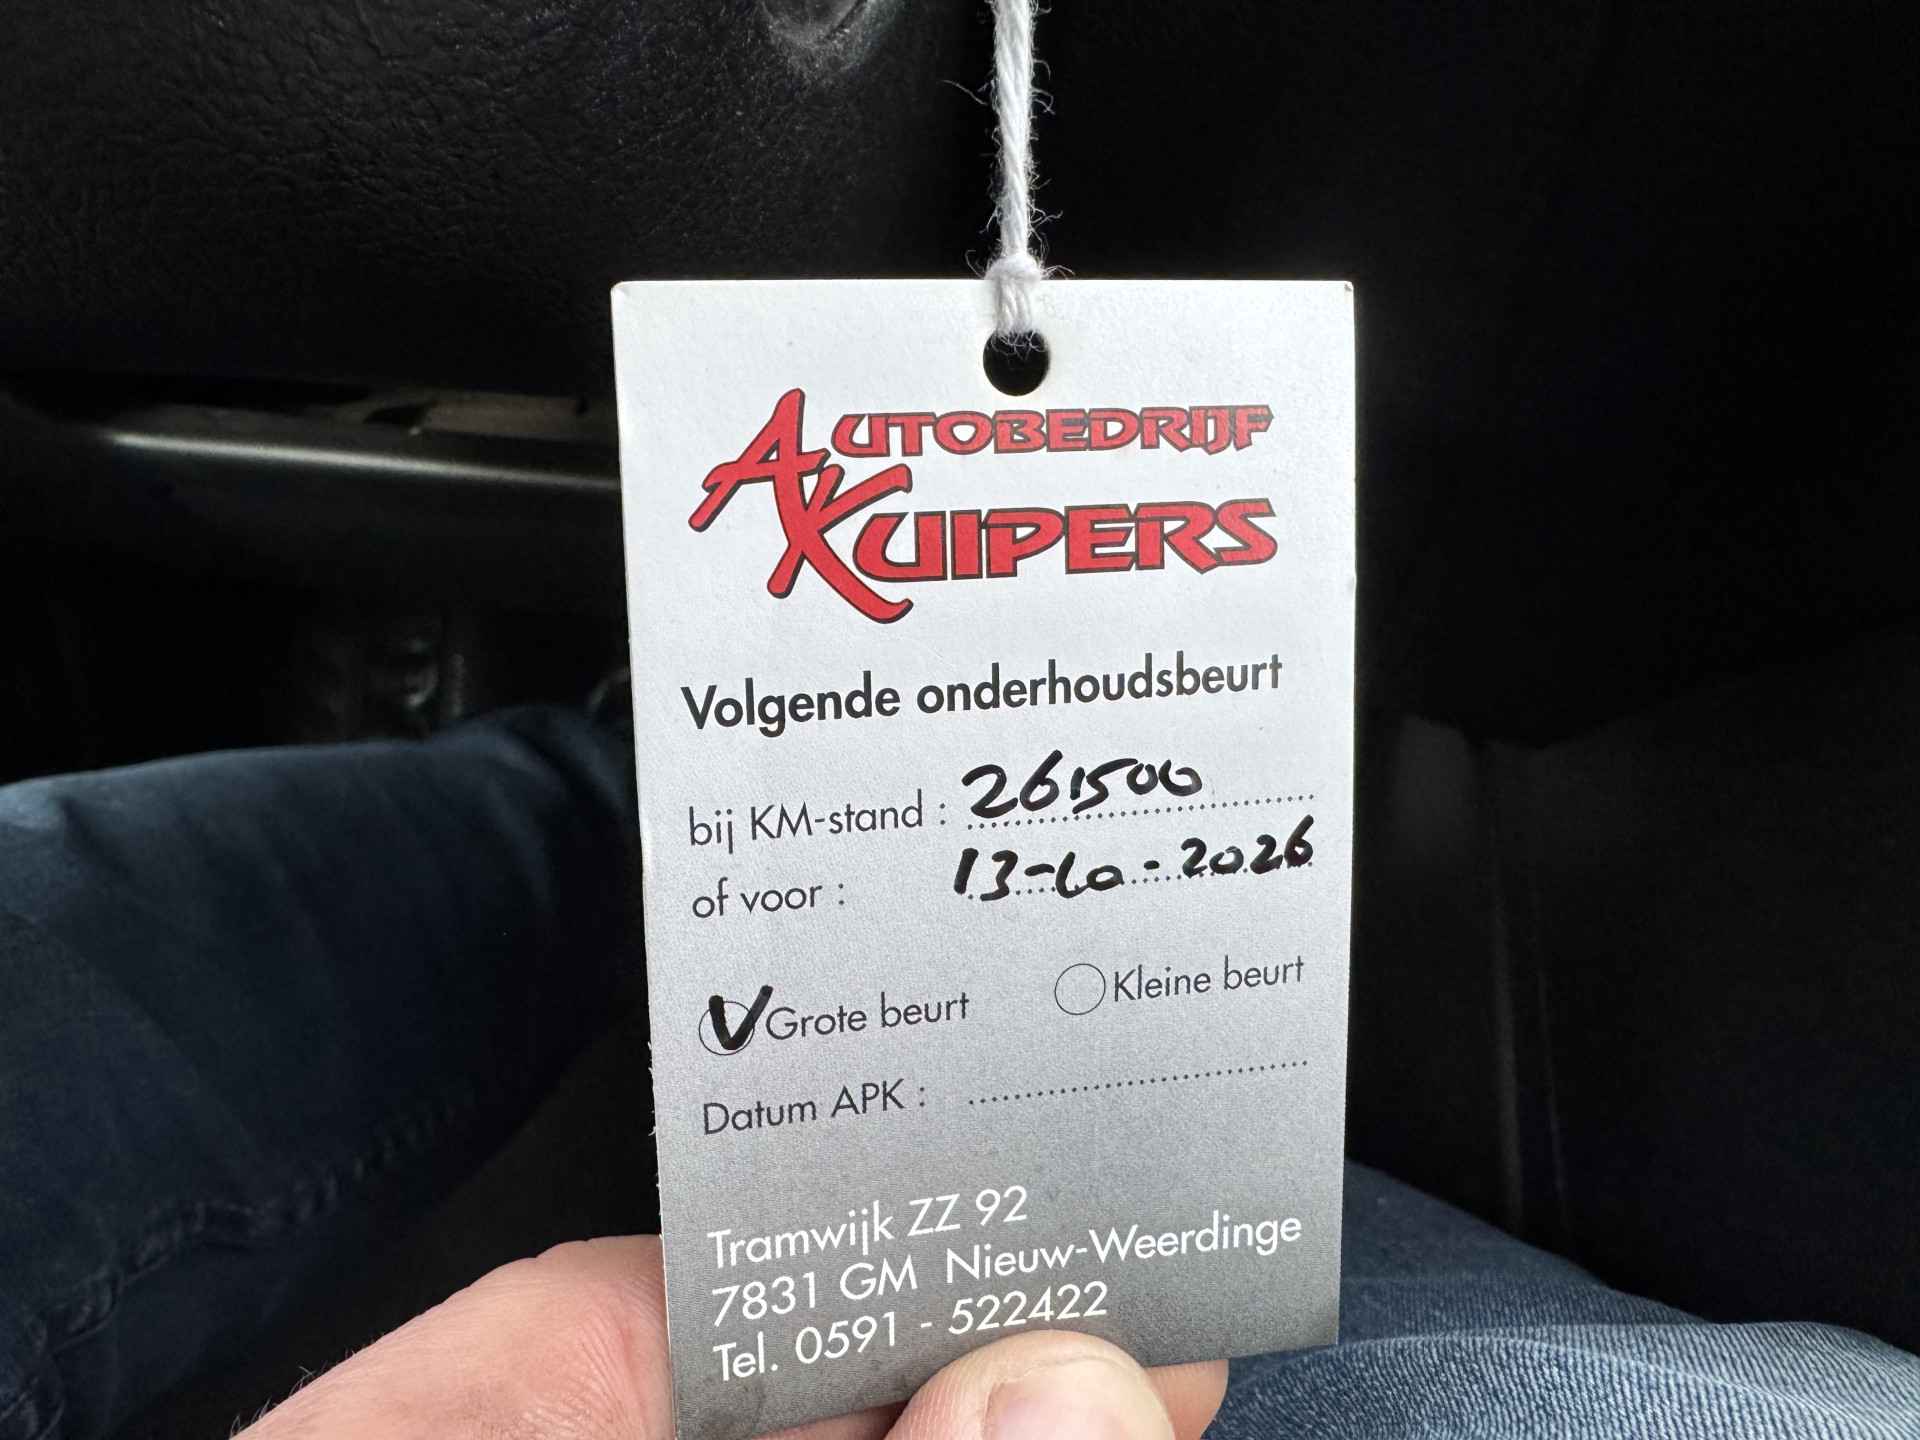 AUTOBEDRIJF
KUIPERS
Volgende onderhoudsbeurt
bij KM-stand : 261500
of voor : 13-10-2026
Grote beurt Kleine beurt
Datum APK :
Tramwijk ZZ 92
7831 GM Nieuw-Weerdinge
Tel. 0591 - 522422